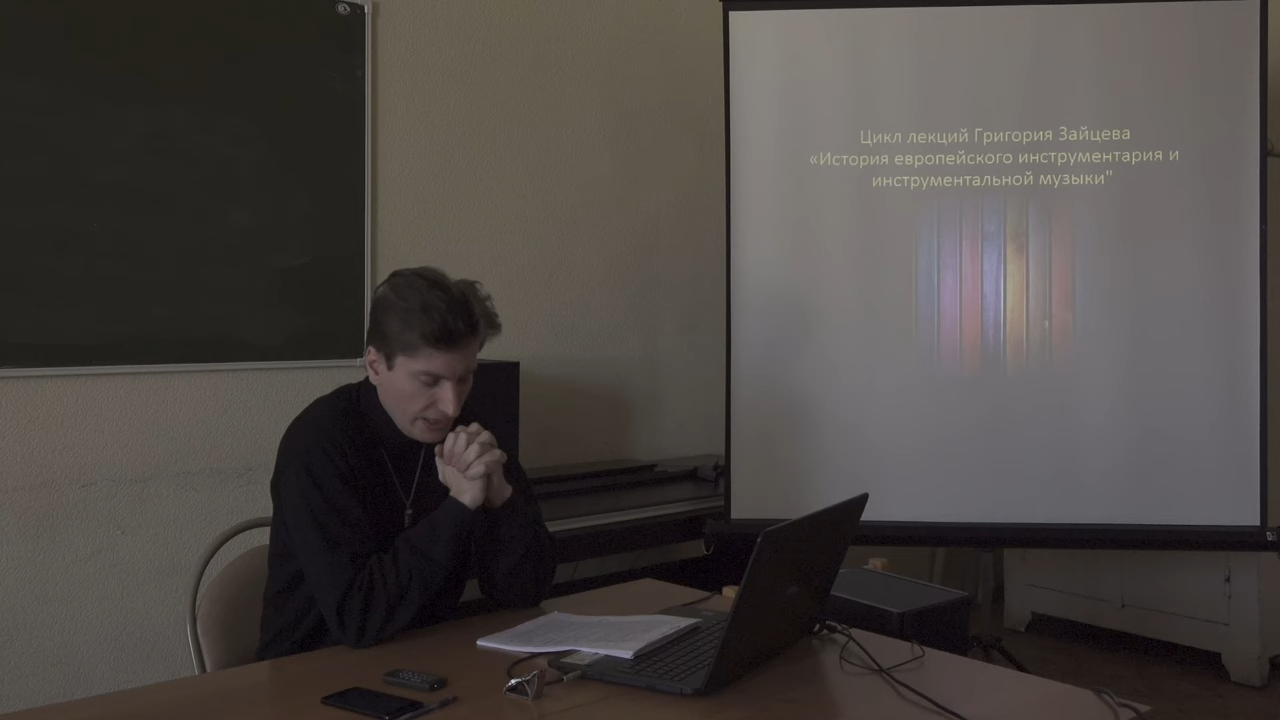 Цикл лекций Григория Зайцева
«История европейского инструментария и
инструментальной музыки"